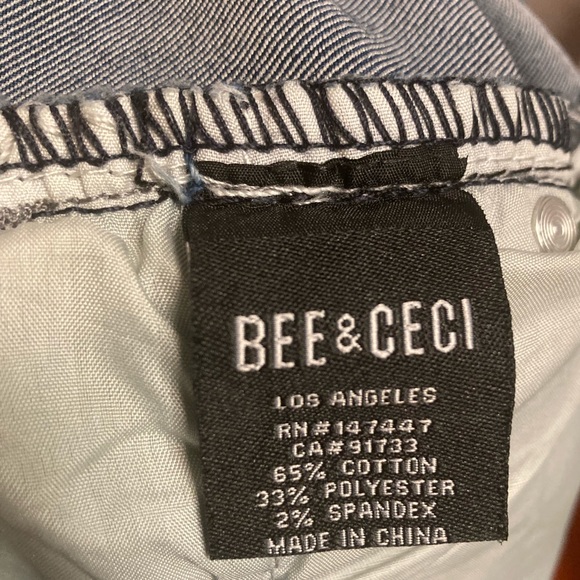 BEE & CECI
LOS ANGELES
RN#147447
CA#91733
65% COTTON
33% POLYESTER
2% SPANDEX
MADE IN CHINA